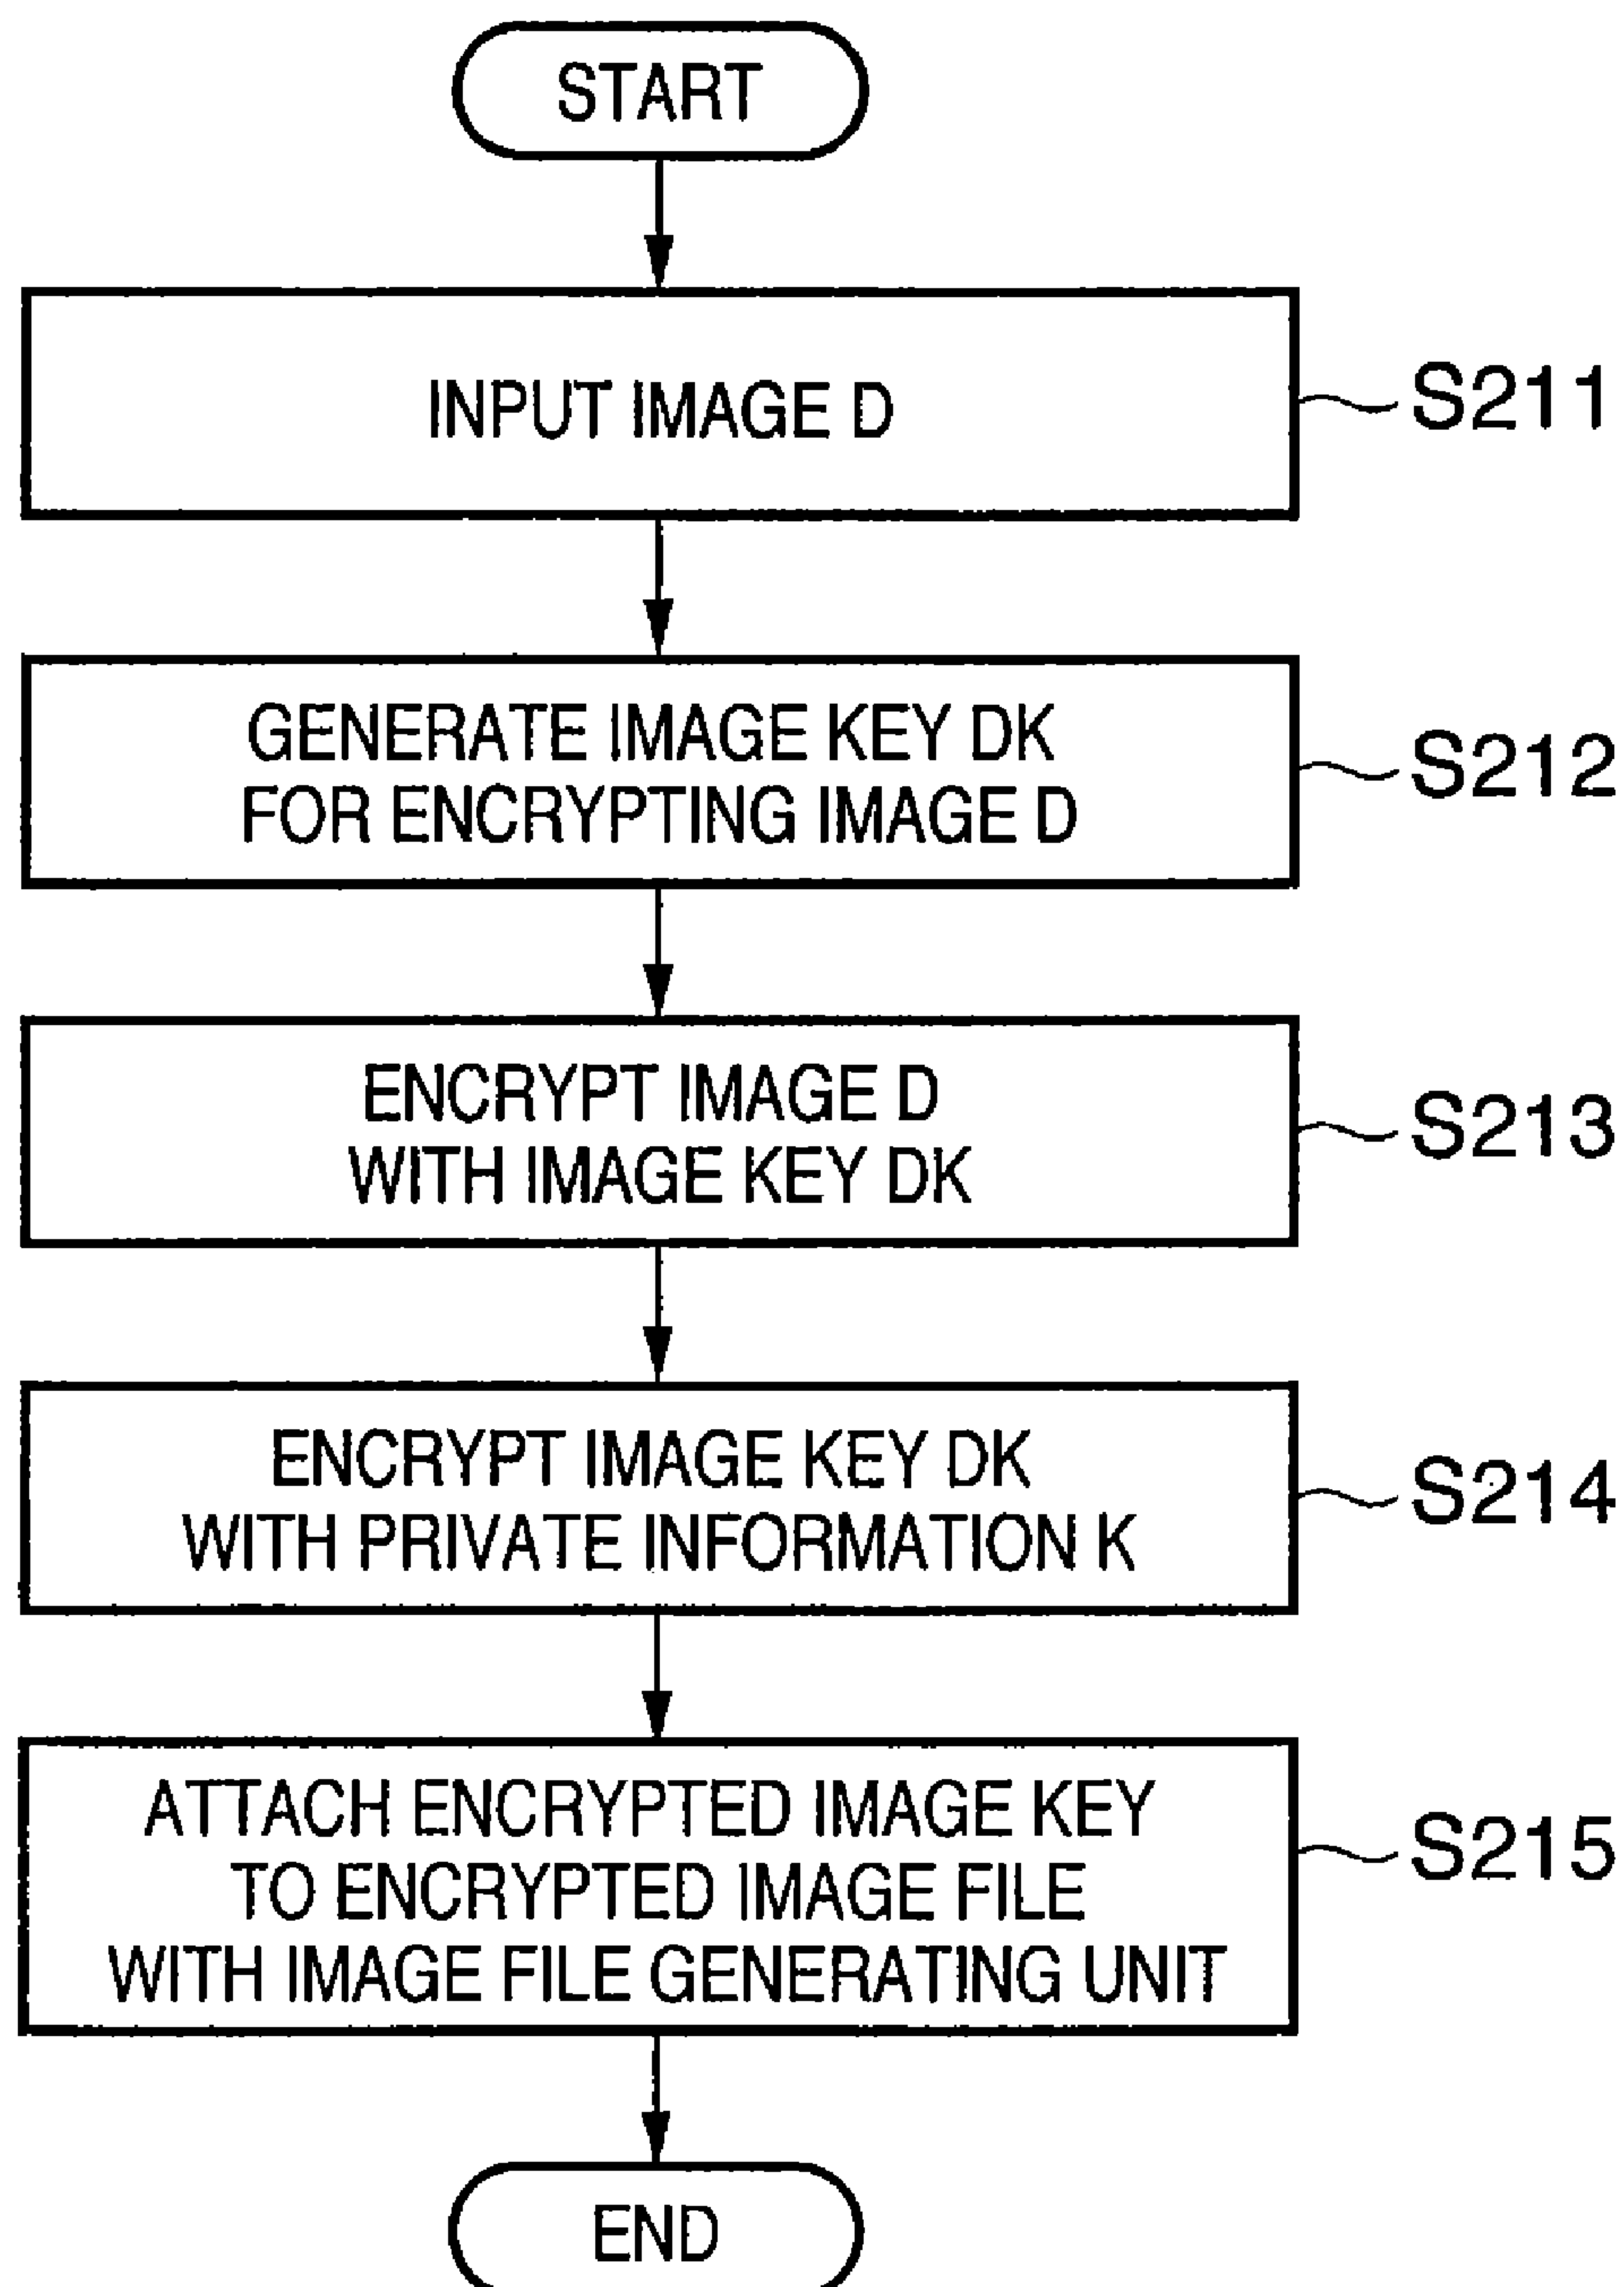 START
INPUT IMAGE D
S211
GENERATE IMAGE KEY DK
FOR ENCRYPTING IMAGE D
S212
ENCRYPT IMAGE D
WITH IMAGE KEY DK
S213
ENCRYPT IMAGE KEY DK
WITH PRIVATE INFORMATION K
S214
ATTACH ENCRYPTED IMAGE KEY
TO ENCRYPTED IMAGE FILE
WITH IMAGE FILE GENERATING UNIT
S215
END